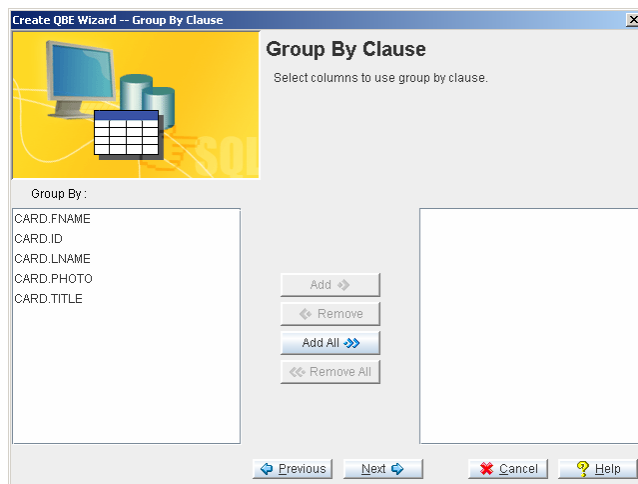 Create QBE Wizard -- Group By Clause
Group By Clause
Select columns to use group by clause.
SQL
Group By :
CARD.FNAME
CARD.ID
CARD.LNAME
CARD.PHOTO
CARD.TITLE
Add
Remove
Add All
Remove All
Previous
Next
Cancel
Help